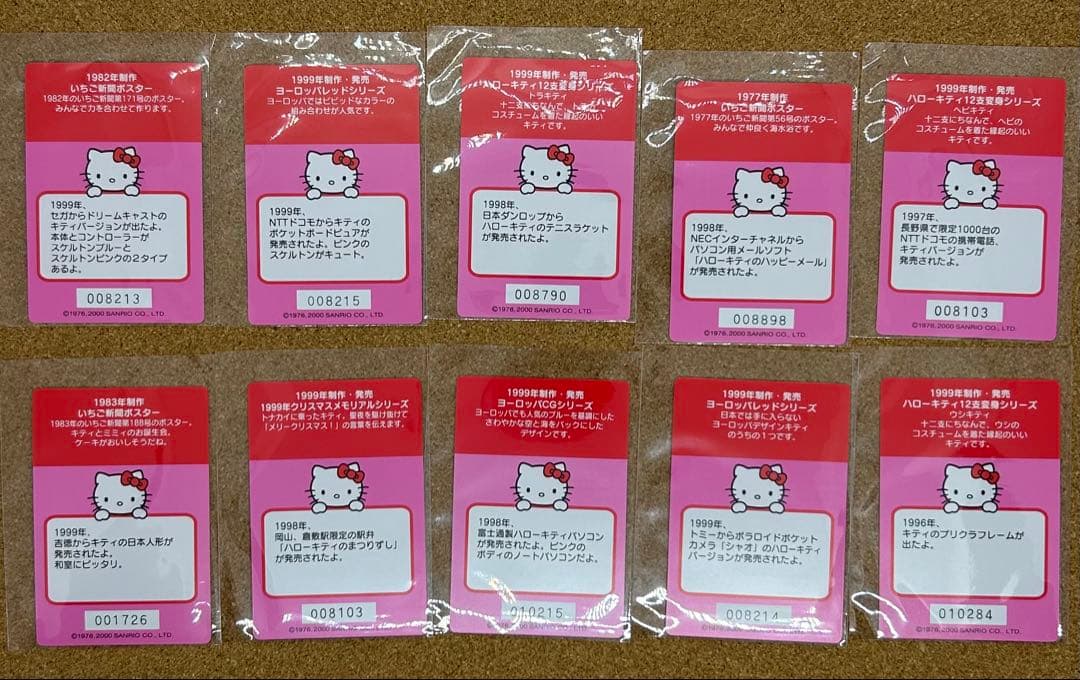 1982年制作
いちご新聞ポスター
1982年のいちご新聞第171号のポスター。
みんなで力を合わせて作ります。
1999年、
セガからドリームキャストの
キティバージョンが出たよ。
本体とコントローラーが
スケルトンブルーと
スケルトンピンクの2タイプ
あるよ。
008213
©1976,2000 SANRIO CO., LTD.
1999年制作・発売
ヨーロッパレッドシリーズ
ヨーロッパではビビッドなカラーの
組み合わせが人気です。
1999年、
NTTドコモからキティの
ポケットボードピュアが
発売されたよ。ピンクの
スケルトンがキュート。
008215
©1976,2000 SANRIO CO., LTD.
1999年制作・発売
ハローキティ12支変身シリーズ
トラキティ
十二支にちなんで、トラの
コスチュームを着た縁起のいい
キティです。
1998年、
日本ダンロップから
ハローキティのテニスラケット
が発売されたよ。
008790
©1976,2000 SANRIO CO., LTD.
1977年制作
いちご新聞ポスター
1977年のいちご新聞第56号のポスター。
みんなで仲良く海水浴です。
1998年、
NECインターチャネルから
パソコン用メールソフト
「ハローキティのハッピーメール」
が発売されたよ。
008898
©1976,2000 SANRIO CO., LTD.
1999年制作・発売
ハローキティ12支変身シリーズ
ヘビキティ
十二支にちなんで、ヘビの
コスチュームを着た縁起のいい
キティです。
1997年、
長野県で限定1000台の
NTTドコモの携帯電話、
キティバージョンが
発売されたよ。
008103
©1976,2000 SANRIO CO., LTD.
1983年制作
いちご新聞ポスター
1983年のいちご新聞第188号のポスター。
キティとミミィのお誕生会。
ケーキがおいしそうだね。
1999年、
吉徳からキティの日本人形が
発売されたよ。
和室にピッタリ。
001726
©1976,2000 SANRIO CO., LTD.
1999年制作・発売
1999年クリスマスメモリアルシリーズ
トナカイに乗ったキティ。聖夜を駆け抜けて
「メリークリスマス！」の言葉を伝えます。
1998年、
岡山、倉敷駅限定の駅弁
「ハローキティのまつりずし」
が発売されたよ。
008103
©1976,2000 SANRIO CO., LTD.
1999年制作・発売
ヨーロッパCGシリーズ
ヨーロッパでも人気のブルーを基調にした
さわやかな空と海をバックにした
デザインです。
1998年、
富士通製ハローキティパソコン
が発売されたよ。ピンクの
ボディのノートパソコンだよ。
010215
©1976,2000 SANRIO CO., LTD.
1999年制作・発売
ヨーロッパレッドシリーズ
日本では手に入らない
ヨーロッパデザインキティ
のうちの1つです。
1999年、
トミーからポラロイドポケット
カメラ「シャオ」のハローキティ
バージョンが発売されたよ。
008214
©1976,2000 SANRIO CO., LTD.
1999年制作・発売
ハローキティ12支変身シリーズ
ウシキティ
十二支にちなんで、ウシの
コスチュームを着た縁起のいい
キティです。
1996年、
キティのプリクラフレームが
出たよ。
010284
©1976,2000 SANRIO CO., LTD.